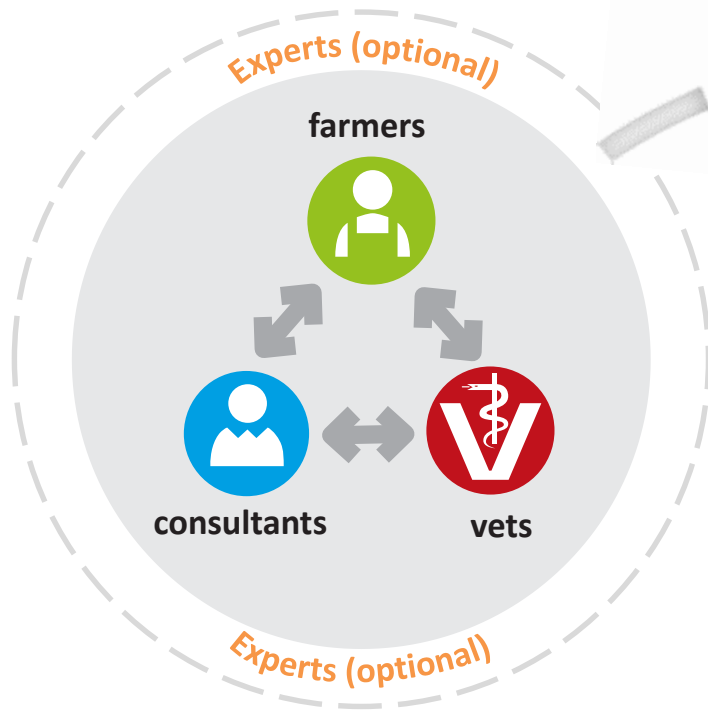 Experts (optional)
farmers
consultants
vets
Experts (optional)